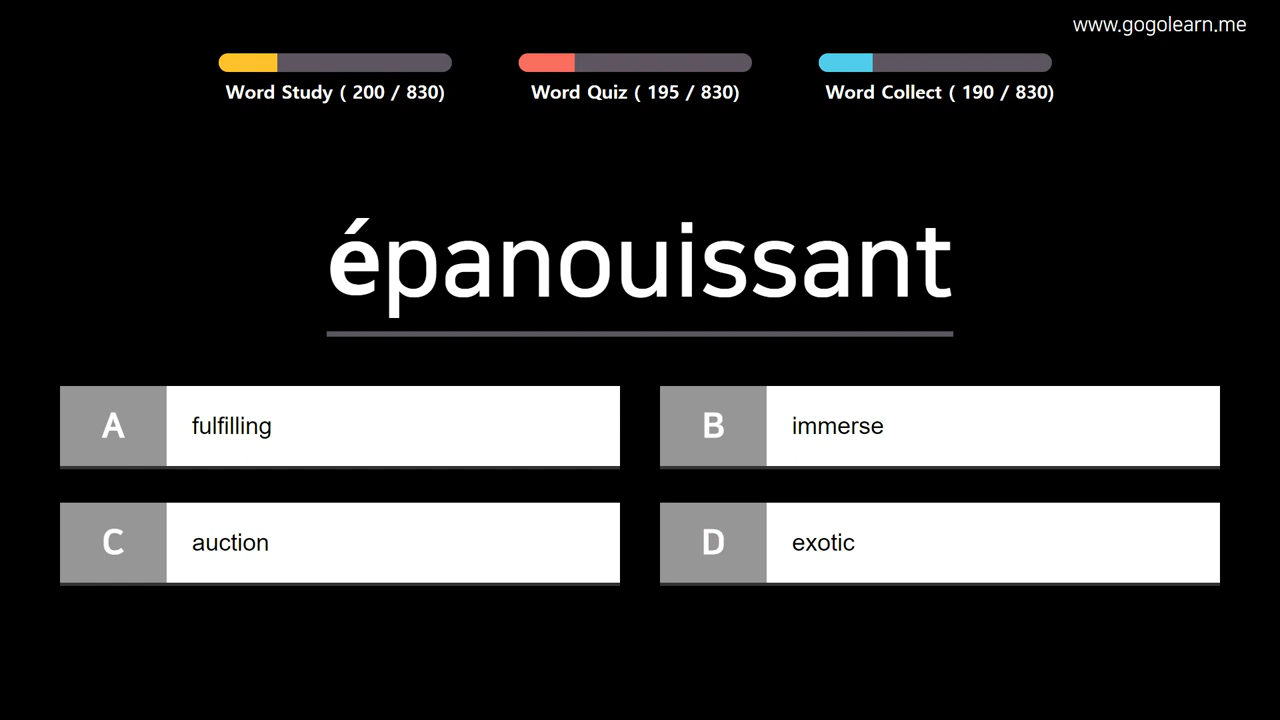 www.gogolearn.me
Word Study ( 200 / 830)
Word Quiz ( 195 / 830)
Word Collect ( 190 / 830)
épanouissant
A fulfilling
B immerse
C auction
D exotic